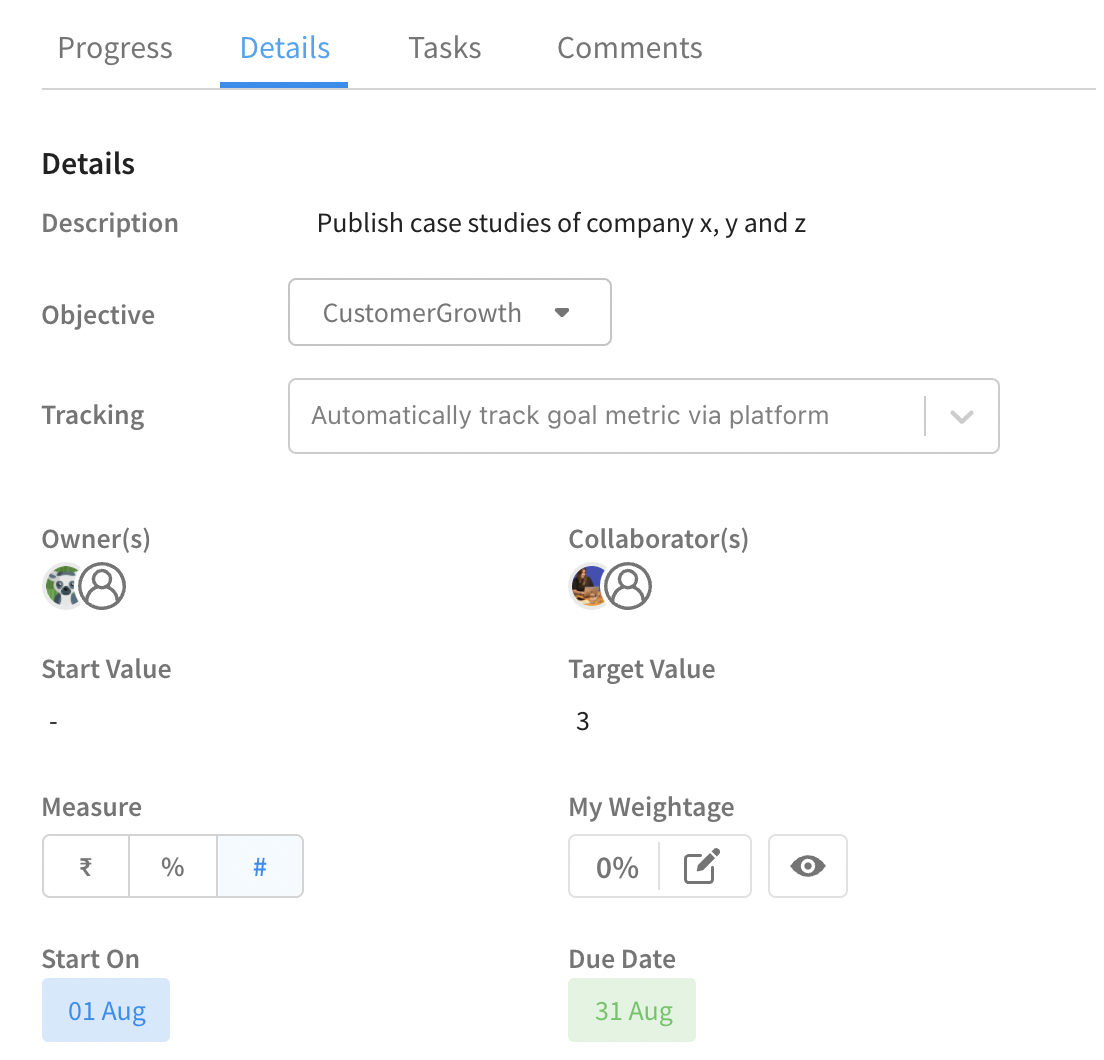 Progress Details Tasks Comments
Details
Description Publish case studies of company x, y and z
Objective CustomerGrowth
Tracking Automatically track goal metric via platform
Owner(s) Collaborator(s)
Start Value Target Value
- 3
Measure My Weightage
₹ % # 0%
Start On Due Date
01 Aug 31 Aug